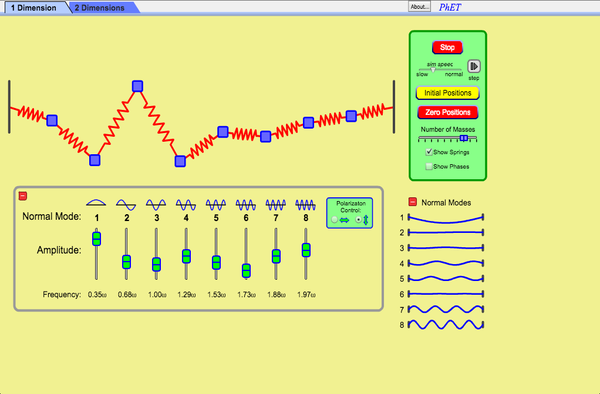 1 Dimension 2 Dimensions About... PhET
Stop
sim speed
slow normal step
Initial Positions
Zero Positions
Number of Masses
Show Springs
Show Phases
Polarizaton
Control:
Normal Mode: 1 2 3 4 5 6 7 8
Amplitude:
Frequency: 0.35ω 0.68ω 1.00ω 1.29ω 1.53ω 1.73ω 1.88ω 1.97ω
Normal Modes
1
2
3
4
5
6
7
8